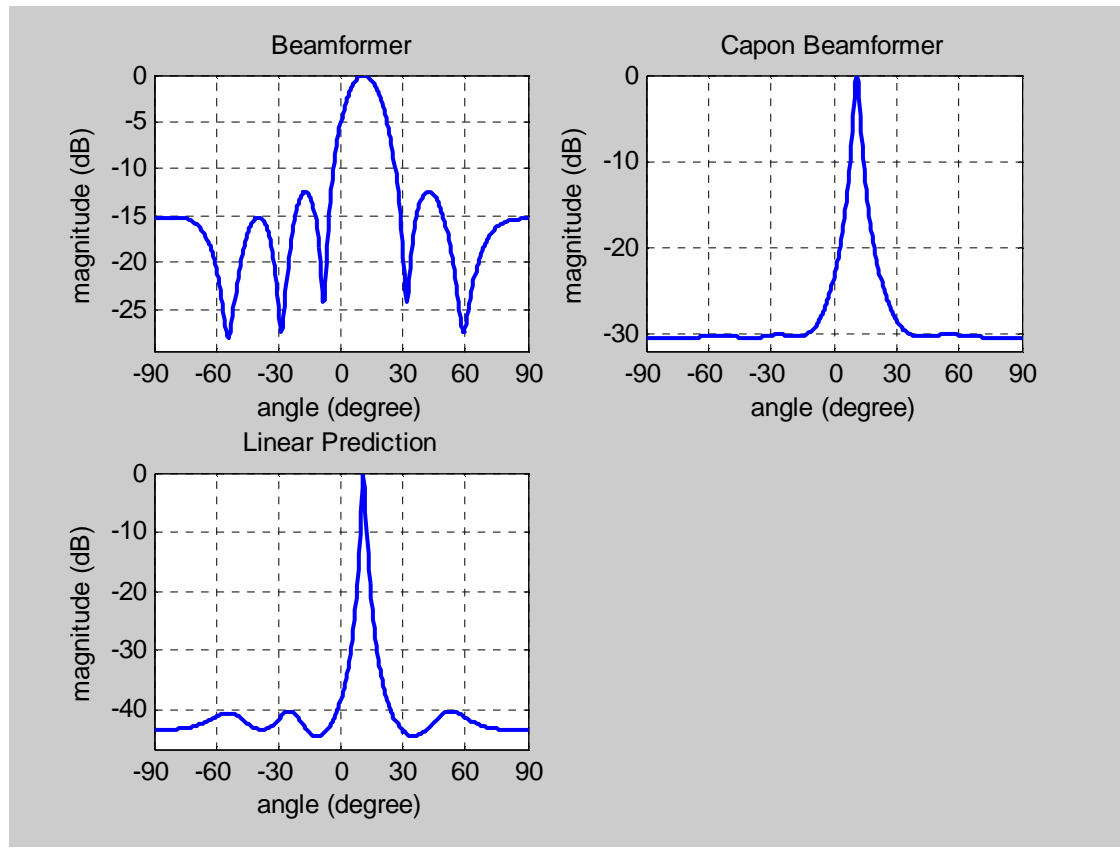 Beamformer
magnitude (dB)
0
-5
-10
-15
-20
-25
-90 -60 -30 0 30 60 90
angle (degree)
Capon Beamformer
magnitude (dB)
0
-10
-20
-30
-90 -60 -30 0 30 60 90
angle (degree)
Linear Prediction
magnitude (dB)
0
-10
-20
-30
-40
-90 -60 -30 0 30 60 90
angle (degree)